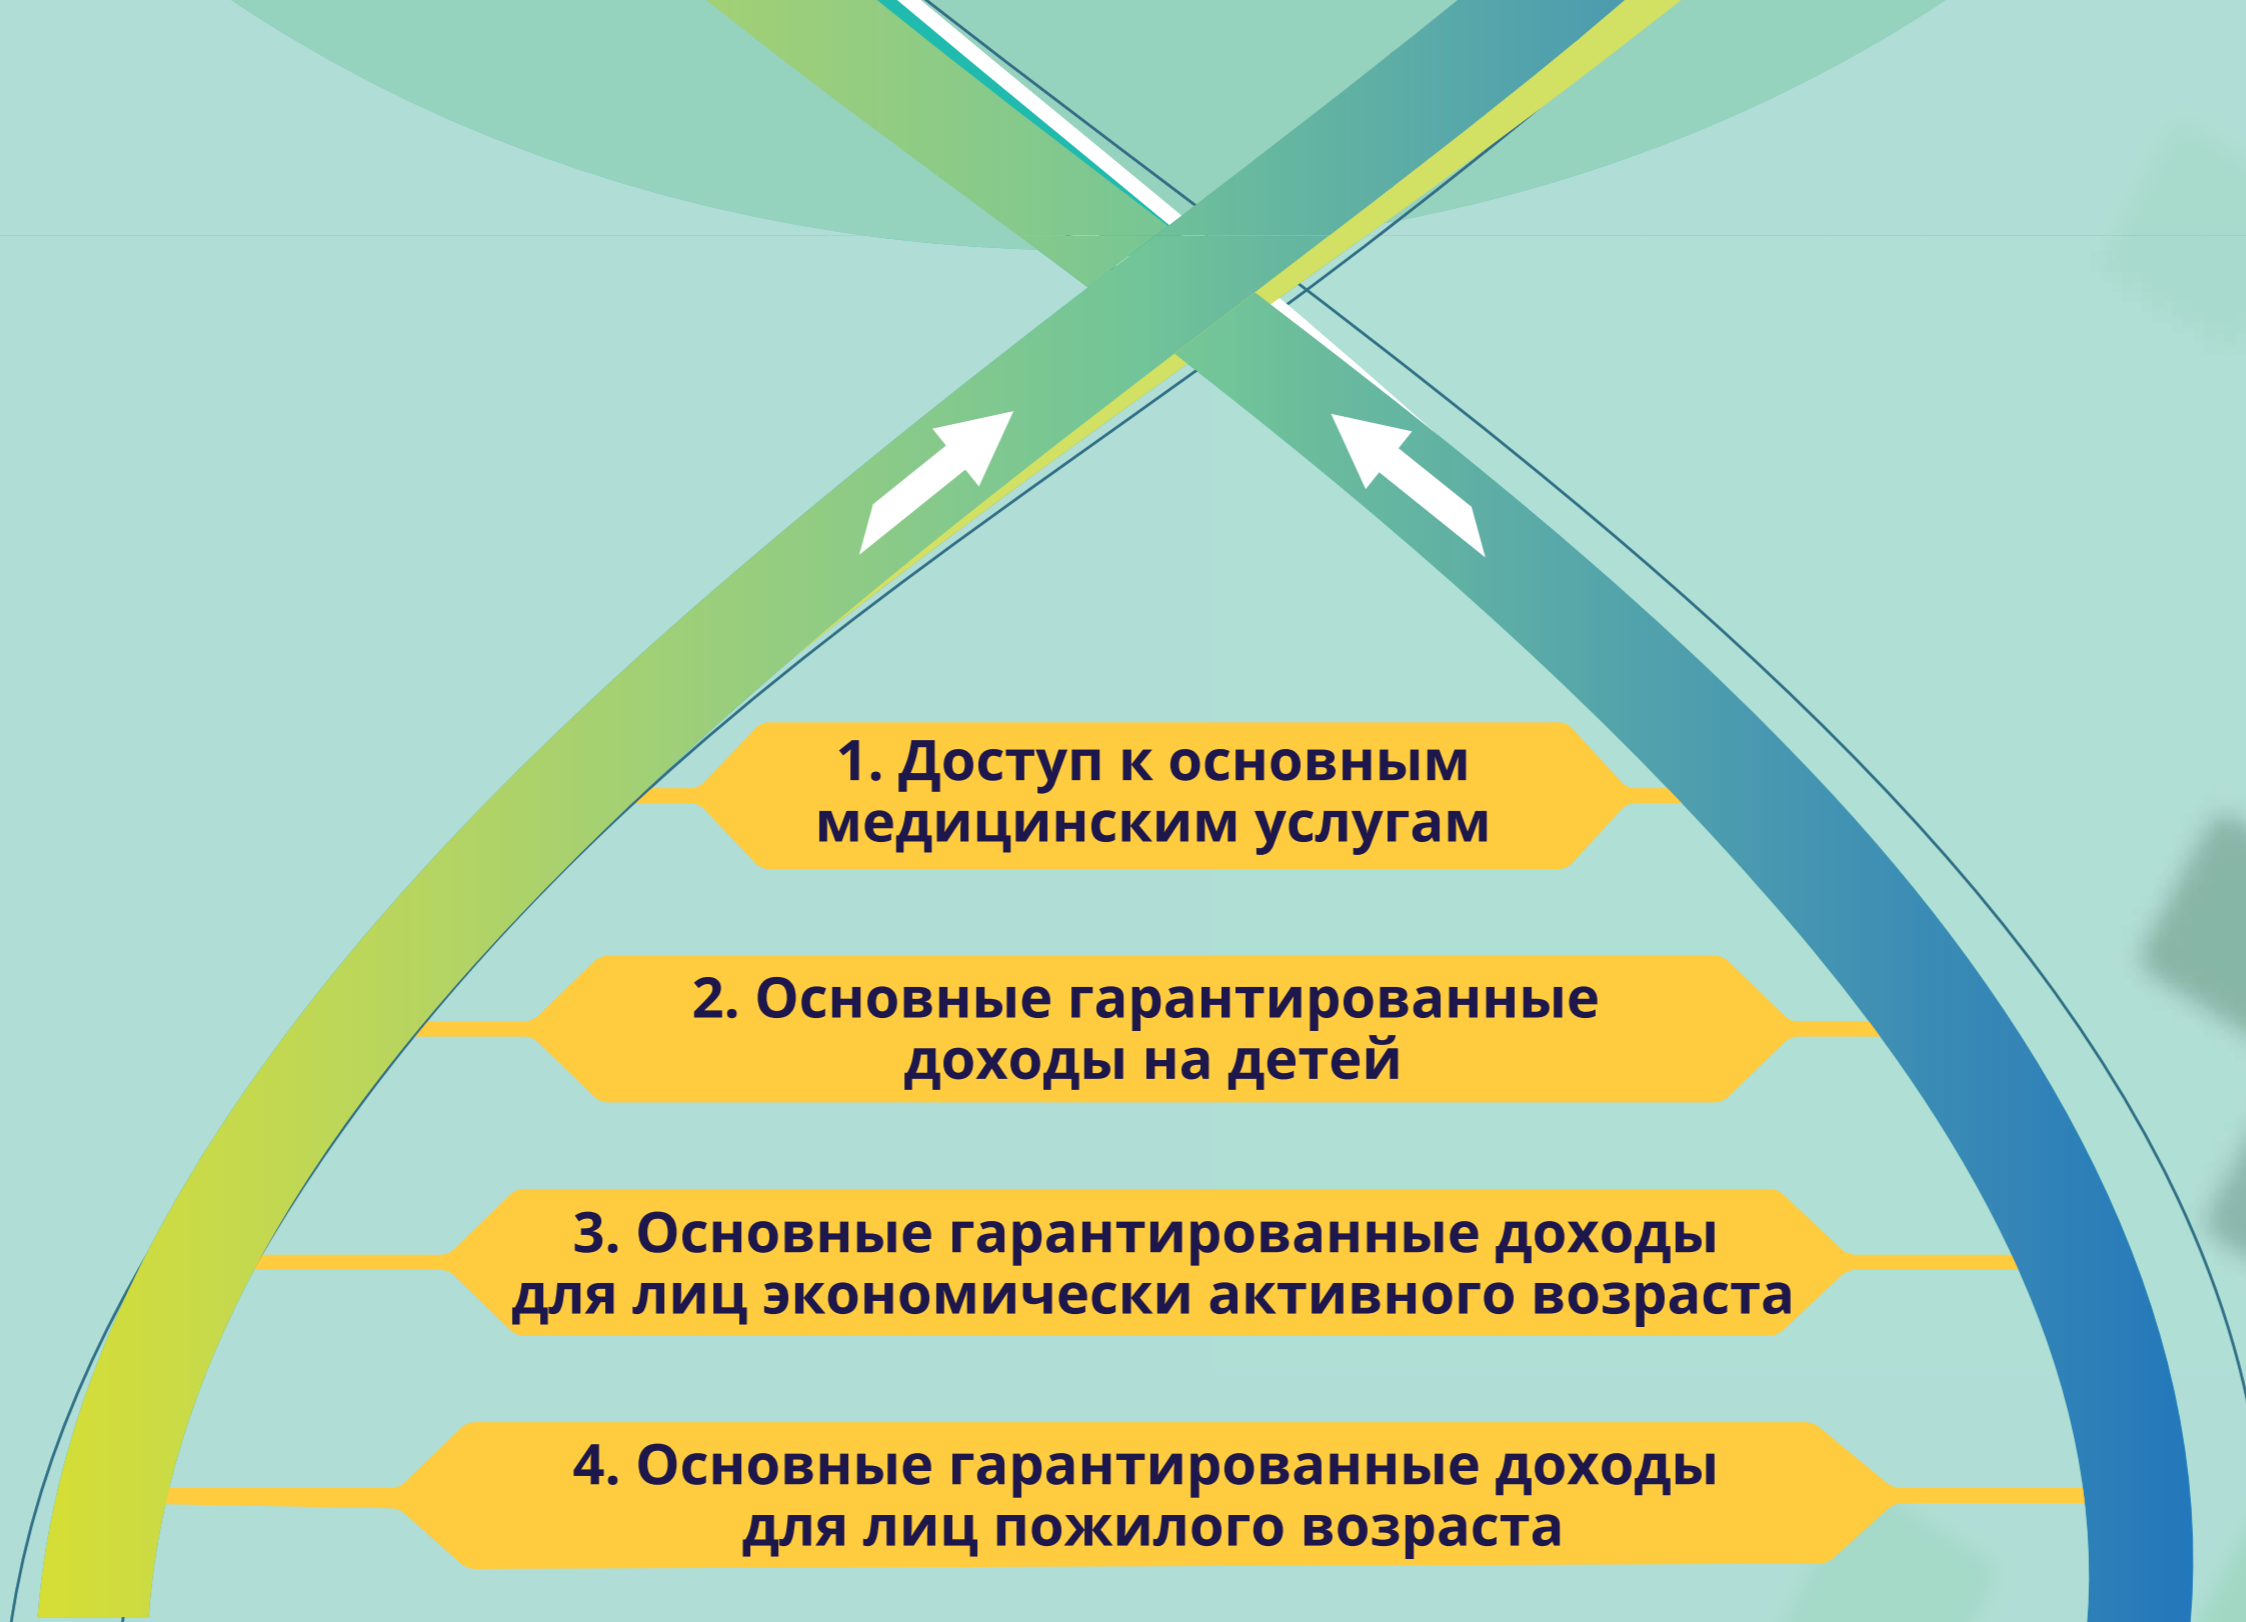 1. Доступ к основным
медицинским услугам
2. Основные гарантированные
доходы на детей
3. Основные гарантированные доходы
для лиц экономически активного возраста
4. Основные гарантированные доходы
для лиц пожилого возраста